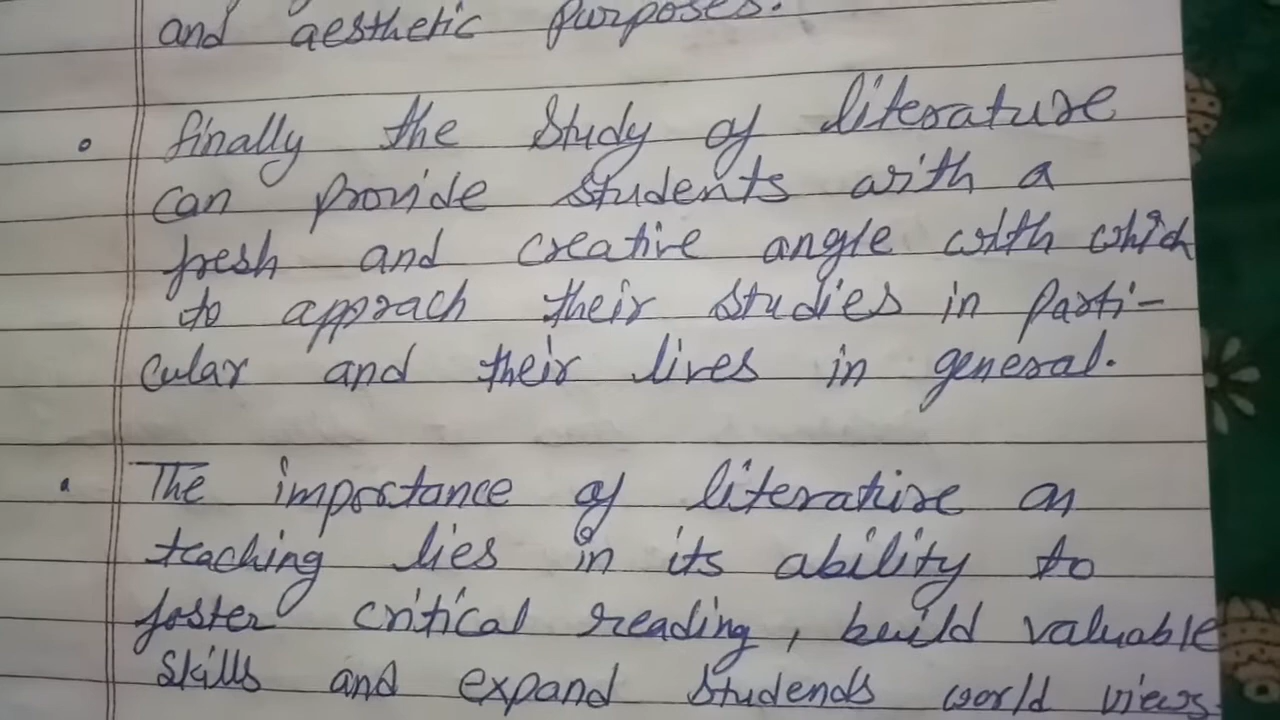 and aesthetic purposes.
finally the study of literature
can provide students with a
fresh and creative angle with which
to apprach their studies in parti-
cular and their lives in general.
The importance of literature on
teaching lies in its ability to
foster critical reading, build valuable
skills and expand students world views